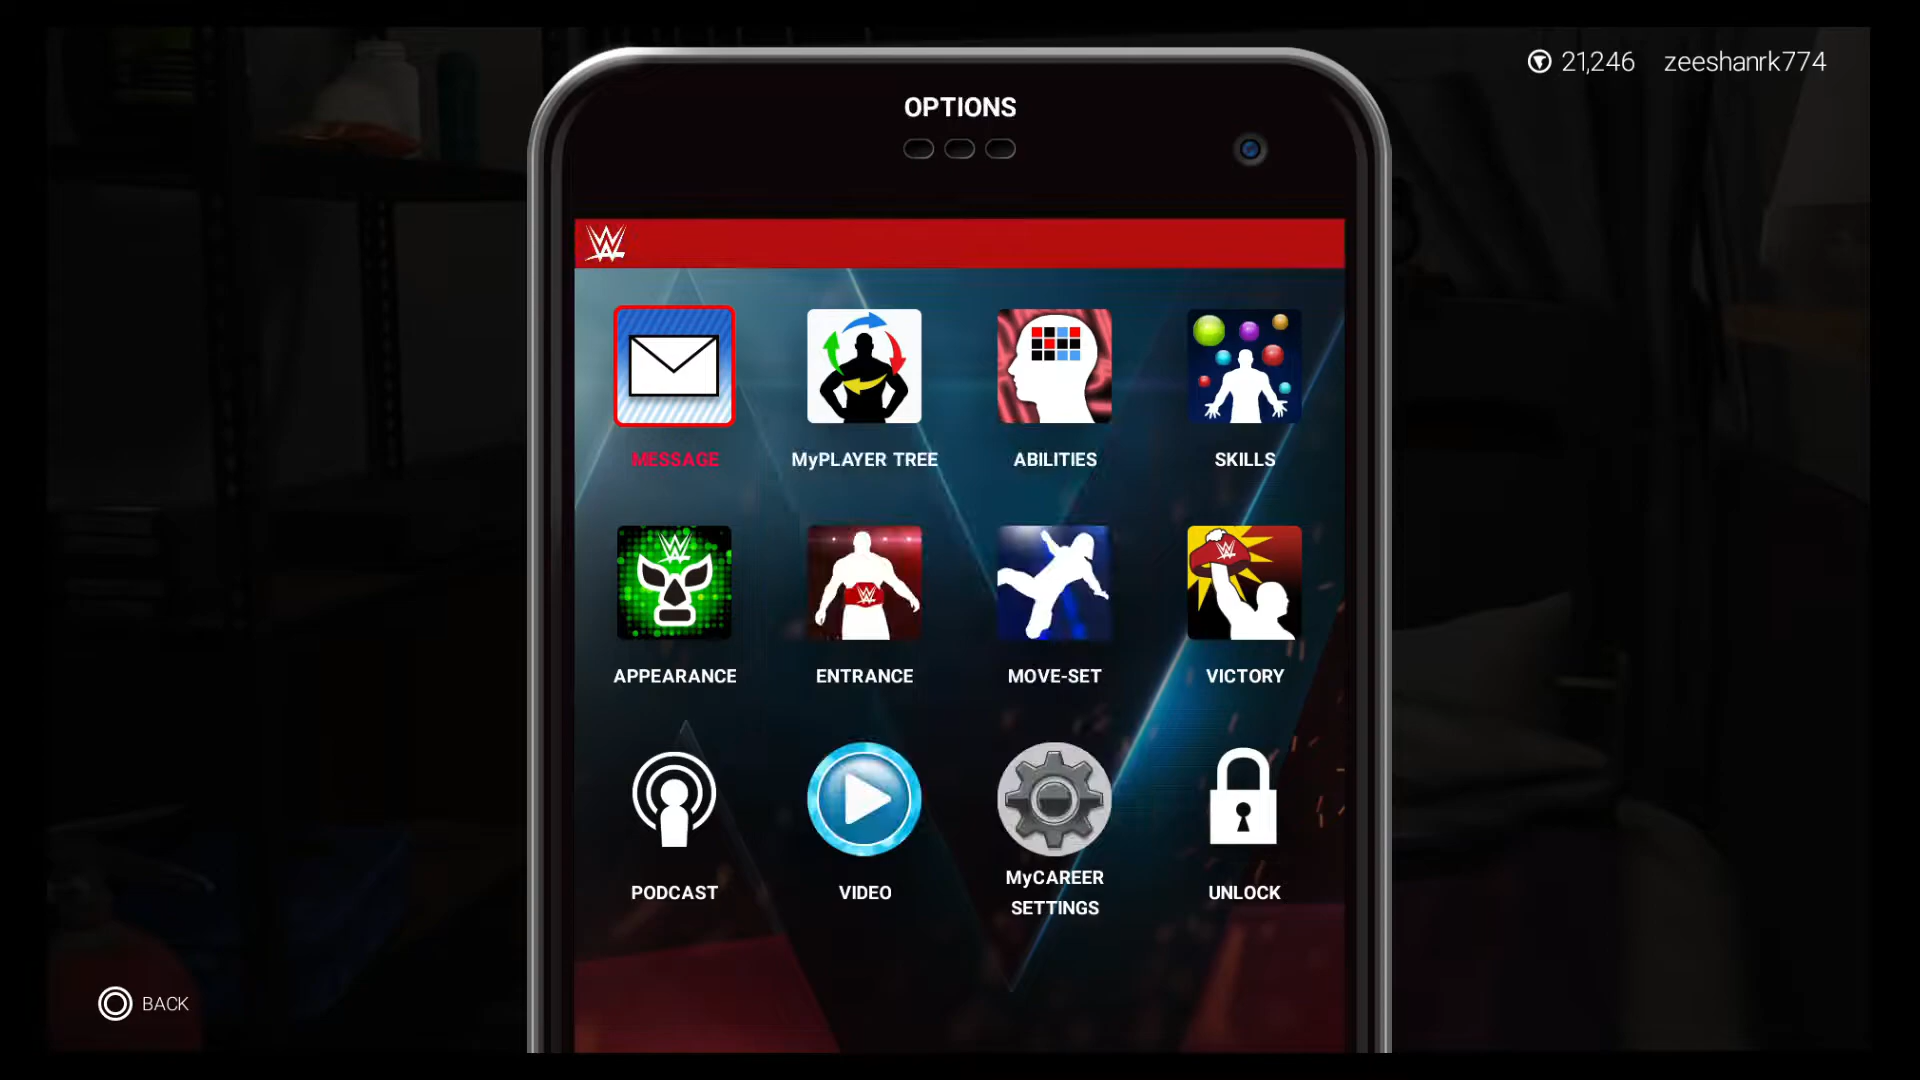 21,246 zeeshanrk774
OPTIONS
MESSAGE MyPLAYER TREE ABILITIES SKILLS
APPEARANCE ENTRANCE MOVE-SET VICTORY
PODCAST VIDEO MyCAREER SETTINGS UNLOCK
BACK